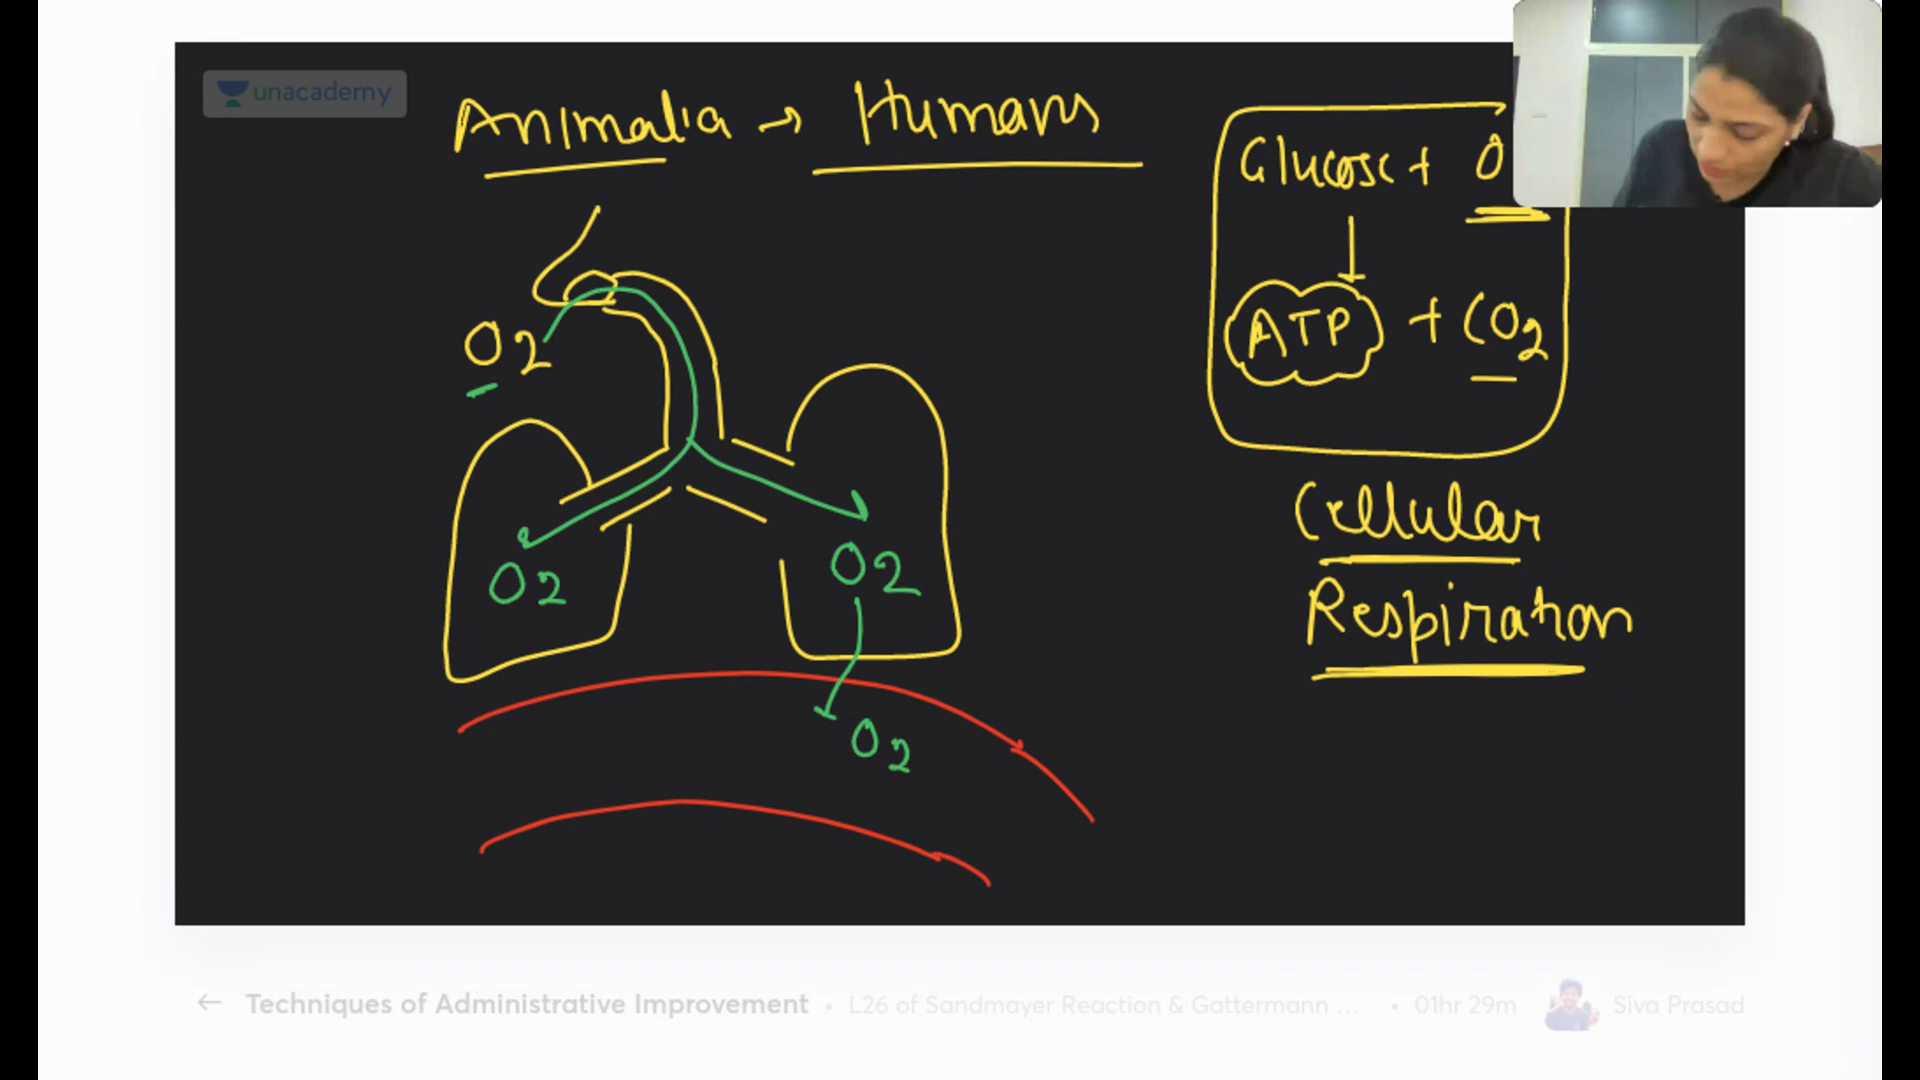 unacademy
Animalia → Humans
Glucose + O
ATP + CO2
O2
O2
O2
O2
Cellular
Respiration
← Techniques of Administrative Improvement • L26 of Sandmayer Reaction & Gattermann ... • 01hr 29m Siva Prasad